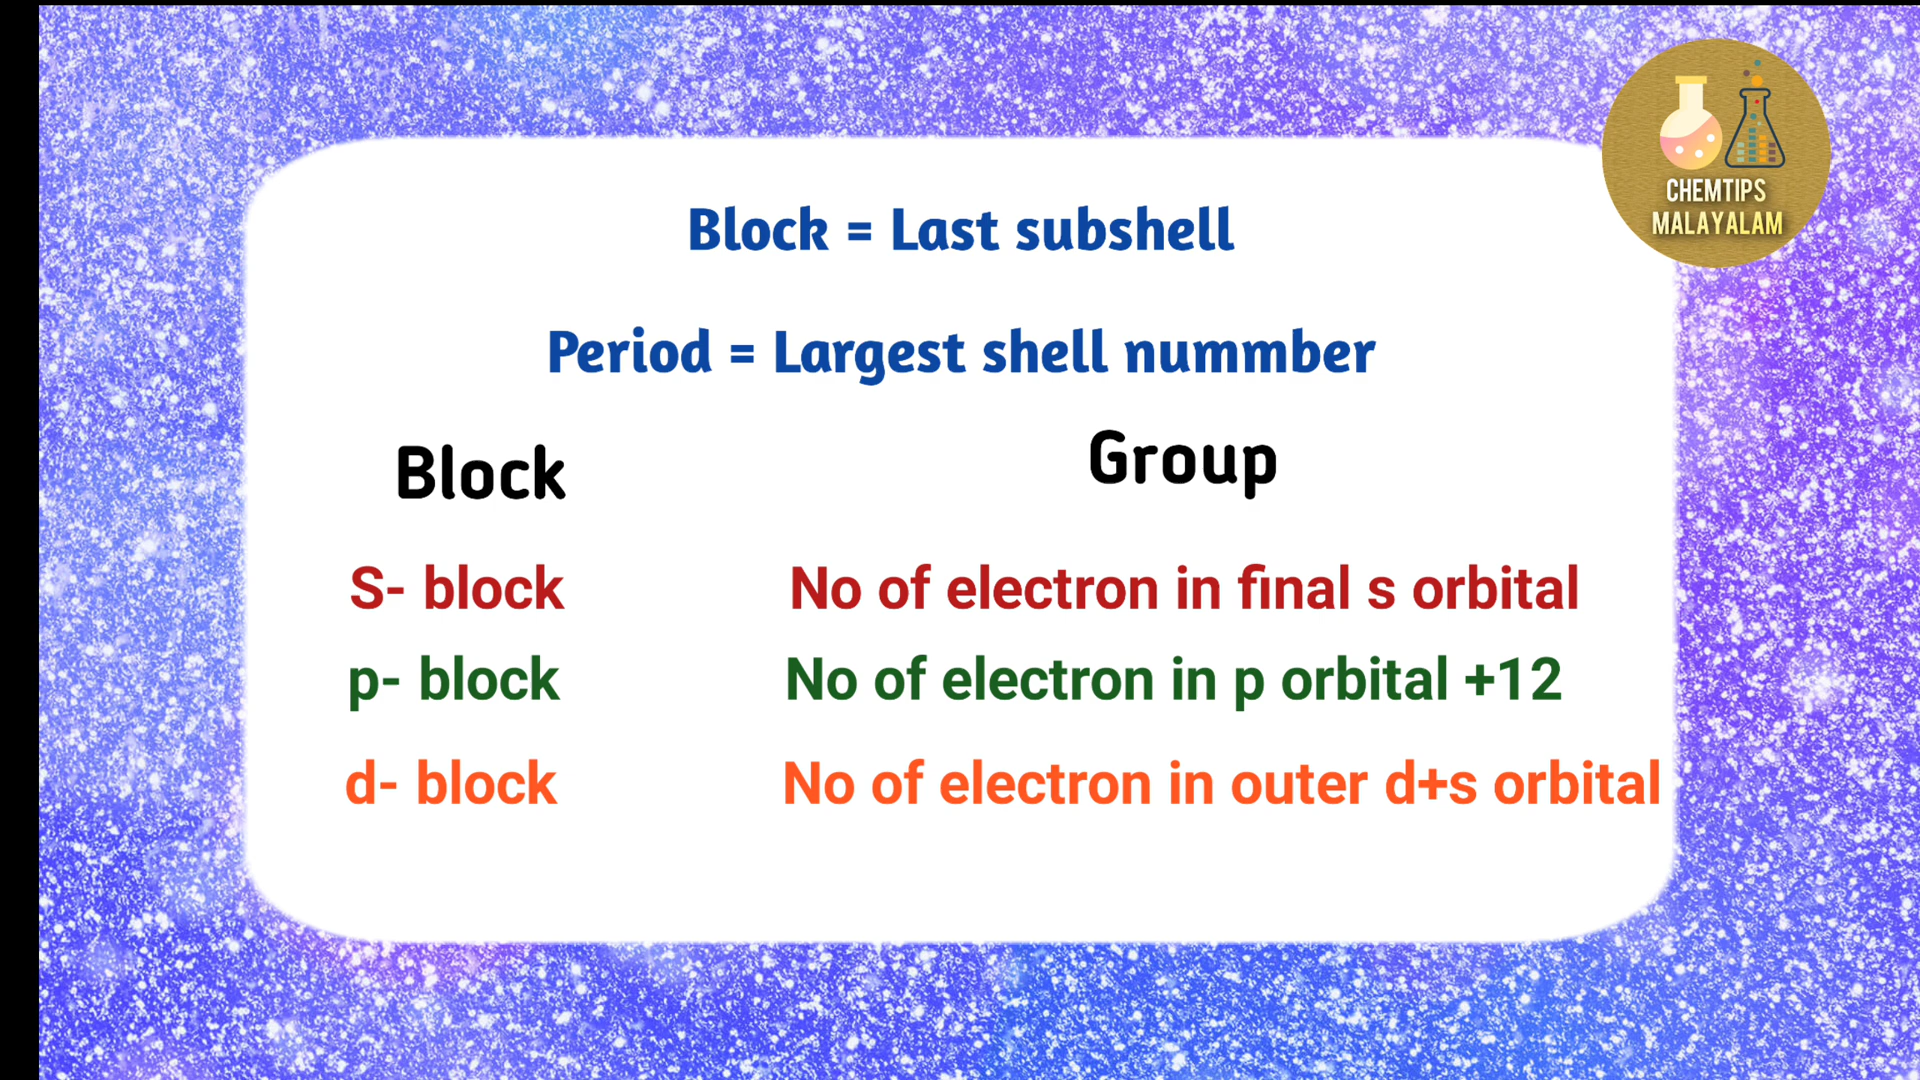 CHEMTIPS
MALAYALAM
Block = Last subshell
Period = Largest shell nummber
Block Group
S- block No of electron in final s orbital
p- block No of electron in p orbital +12
d- block No of electron in outer d+s orbital